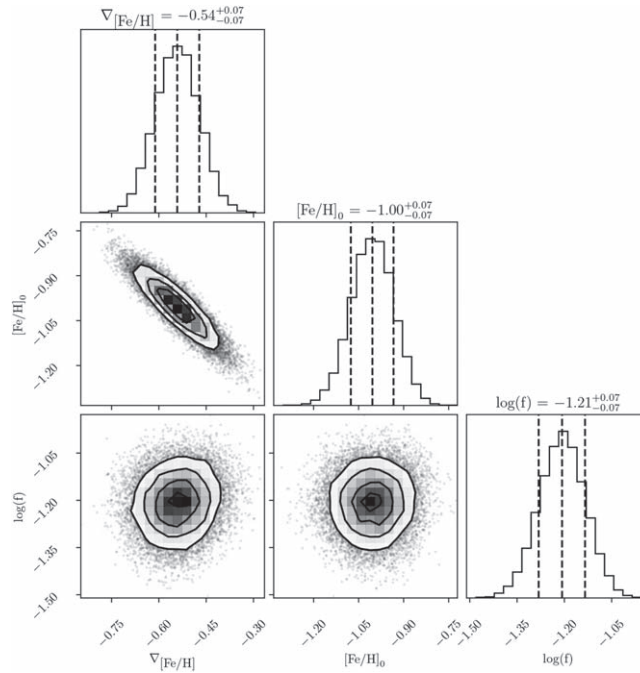 ∇[Fe/H] = −0.54+0.07−0.07
[Fe/H]0 = −1.00+0.07−0.07
−0.75
−0.90
−1.05
−1.20
[Fe/H]0
log(f) = −1.21+0.07−0.07
−1.05
−1.20
−1.35
−1.50
log(f)
−0.75 −0.60 −0.45 −0.30 −1.20 −1.05 −0.90 −0.75 −1.50 −1.35 −1.20 −1.05
∇[Fe/H] [Fe/H]0 log(f)